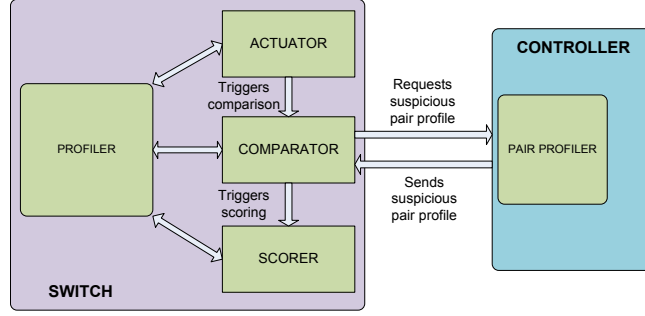 ACTUATOR
Triggers
comparison
PROFILER
COMPARATOR
Triggers
scoring
SCORER
SWITCH
Requests
suspicious
pair profile
Sends
suspicious
pair profile
CONTROLLER
PAIR PROFILER